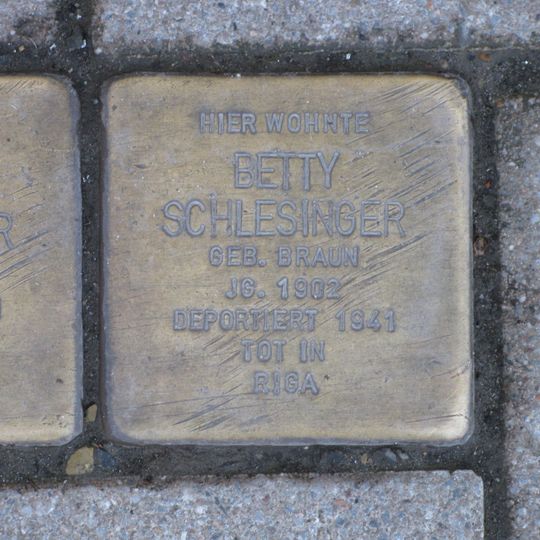 HIER WOHNTE
BETTY
SCHLESINGER
GEB. BRAUN
JG. 1902
DEPORTIERT 1941
TOT IN
RIGA